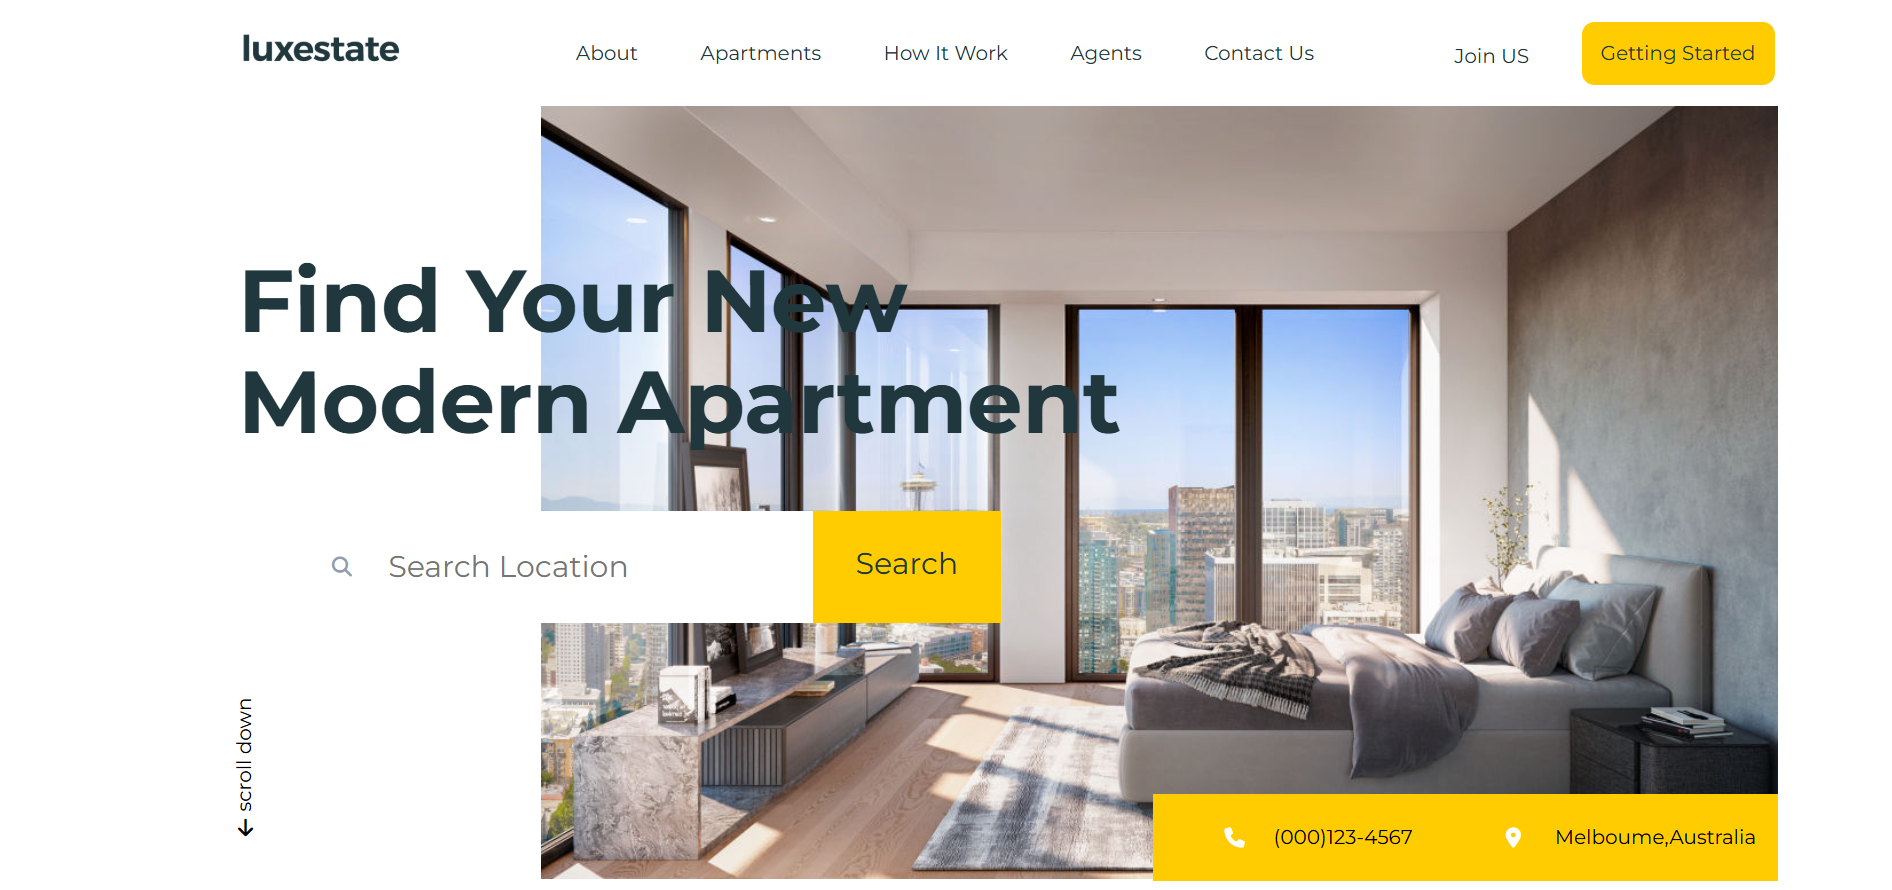 luxestate
About
Apartments
How It Work
Agents
Contact Us
Join US
Getting Started
Find Your New
Modern Apartment
Search Location
Search
scroll down
(000)123-4567
Melboume,Australia